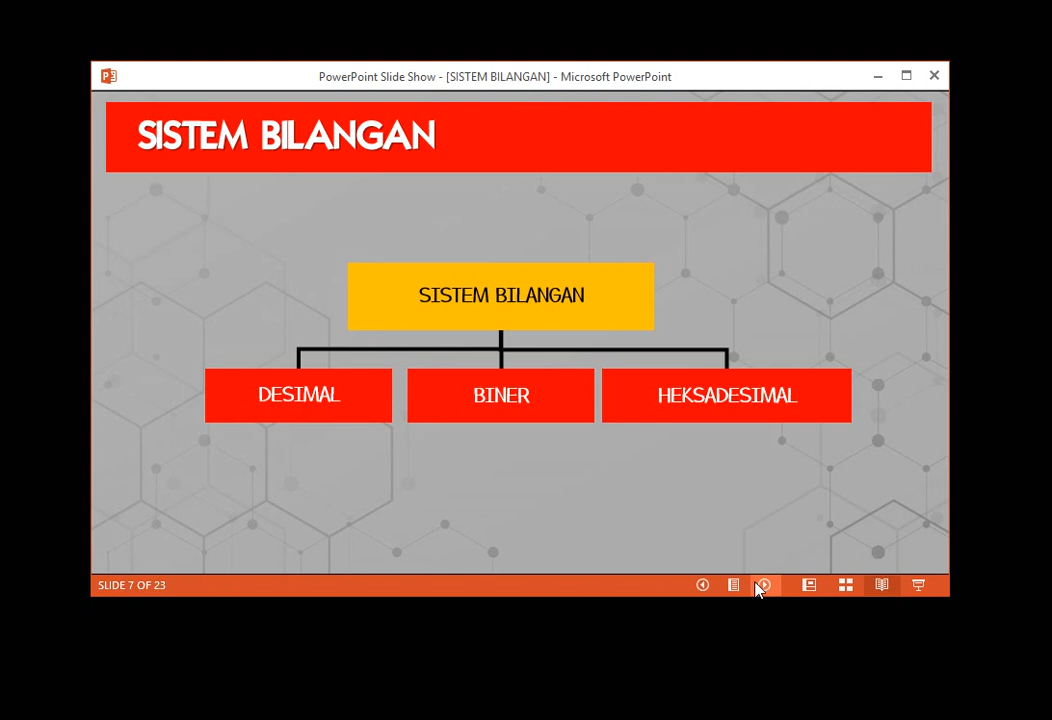 PowerPoint Slide Show - [SISTEM BILANGAN] - Microsoft PowerPoint
SISTEM BILANGAN
SISTEM BILANGAN
DESIMAL
BINER
HEKSADESIMAL
SLIDE 7 OF 23